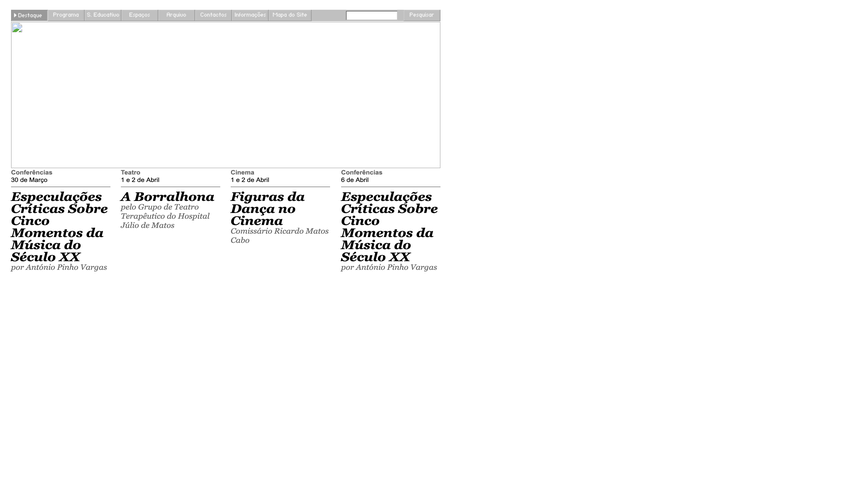 Destaque Programa S. Educativo Espaços Arquivo Contactos Informações Mapa do Site Pesquisar
Conferências
30 de Março
Especulações
Críticas Sobre
Cinco
Momentos da
Música do
Século XX
por António Pinho Vargas
Teatro
1 e 2 de Abril
A Borralhona
pelo Grupo de Teatro
Terapêutico do Hospital
Júlio de Matos
Cinema
1 e 2 de Abril
Figuras da
Dança no
Cinema
Comissário Ricardo Matos
Cabo
Conferências
6 de Abril
Especulações
Críticas Sobre
Cinco
Momentos da
Música do
Século XX
por António Pinho Vargas